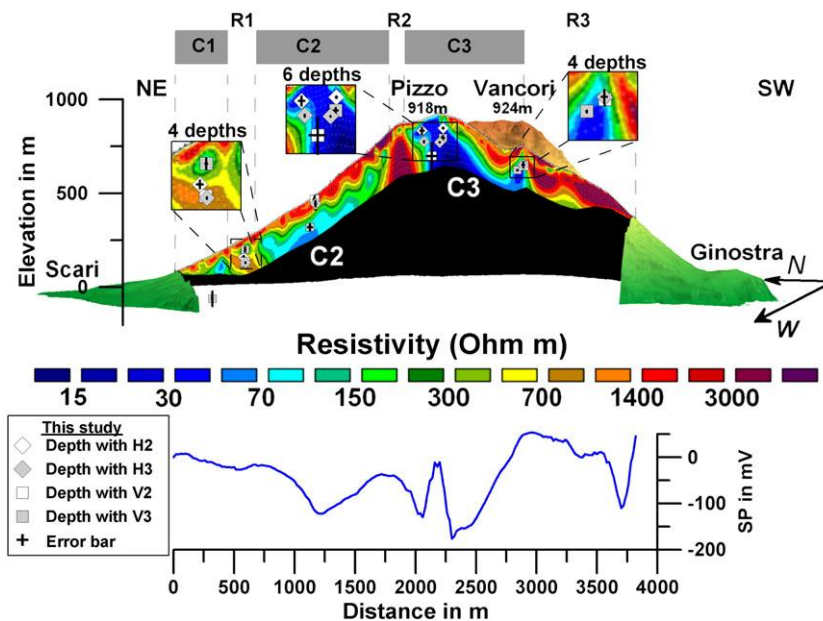 R1 R2 R3
C1 C2 C3
6 depths
Pizzo
918m
Vancori
924m
4 depths
NE
SW
4 depths
1000
500
0
Elevation in m
C3
C2
Scari
Ginostra
N
W
Resistivity (Ohm m)
15 30 70 150 300 700 1400 3000
This study
Depth with H2
Depth with H3
Depth with V2
Depth with V3
Error bar
0
-100
-200
SP in mV
0 500 1000 1500 2000 2500 3000 3500 4000
Distance in m